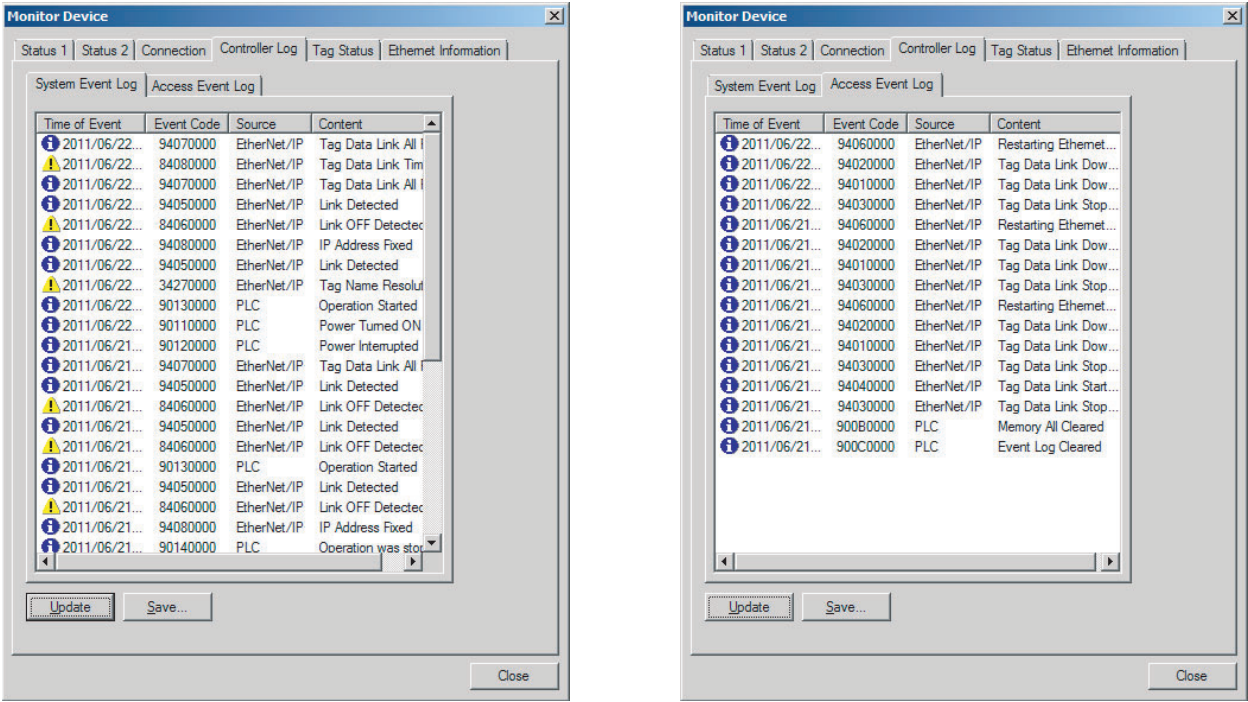 Monitor Device
Status 1 Status 2 Connection Controller Log Tag Status Ethernet Information
System Event Log Access Event Log
Time of Event Event Code Source Content
2011/06/22... 94070000 EtherNet/IP Tag Data Link All
2011/06/22... 84080000 EtherNet/IP Tag Data Link Tim
2011/06/22... 94070000 EtherNet/IP Tag Data Link All
2011/06/22... 94050000 EtherNet/IP Link Detected
2011/06/22... 84060000 EtherNet/IP Link OFF Detected
2011/06/22... 94080000 EtherNet/IP IP Address Fixed
2011/06/22... 94050000 EtherNet/IP Link Detected
2011/06/22... 34270000 EtherNet/IP Tag Name Resolut
2011/06/22... 90130000 PLC Operation Started
2011/06/22... 90110000 PLC Power Turned ON
2011/06/21... 90120000 PLC Power Interrupted
2011/06/21... 94070000 EtherNet/IP Tag Data Link All
2011/06/21... 94050000 EtherNet/IP Link Detected
2011/06/21... 84060000 EtherNet/IP Link OFF Detected
2011/06/21... 94050000 EtherNet/IP Link Detected
2011/06/21... 84060000 EtherNet/IP Link OFF Detected
2011/06/21... 90130000 PLC Operation Started
2011/06/21... 94050000 EtherNet/IP Link Detected
2011/06/21... 84060000 EtherNet/IP Link OFF Detected
2011/06/21... 94080000 EtherNet/IP IP Address Fixed
2011/06/21... 90140000 PLC Operation was stop
Update Save...
Close
Monitor Device
Status 1 Status 2 Connection Controller Log Tag Status Ethernet Information
System Event Log Access Event Log
Time of Event Event Code Source Content
2011/06/22... 94060000 EtherNet/IP Restarting Ethernet...
2011/06/22... 94020000 EtherNet/IP Tag Data Link Dow...
2011/06/22... 94010000 EtherNet/IP Tag Data Link Dow...
2011/06/22... 94030000 EtherNet/IP Tag Data Link Stop...
2011/06/21... 94060000 EtherNet/IP Restarting Ethernet...
2011/06/21... 94020000 EtherNet/IP Tag Data Link Dow...
2011/06/21... 94010000 EtherNet/IP Tag Data Link Dow...
2011/06/21... 94030000 EtherNet/IP Tag Data Link Stop...
2011/06/21... 94060000 EtherNet/IP Restarting Ethernet...
2011/06/21... 94020000 EtherNet/IP Tag Data Link Dow...
2011/06/21... 94010000 EtherNet/IP Tag Data Link Dow...
2011/06/21... 94030000 EtherNet/IP Tag Data Link Stop...
2011/06/21... 94040000 EtherNet/IP Tag Data Link Start...
2011/06/21... 94030000 EtherNet/IP Tag Data Link Stop...
2011/06/21... 900B0000 PLC Memory All Cleared
2011/06/21... 900C0000 PLC Event Log Cleared
Update Save...
Close